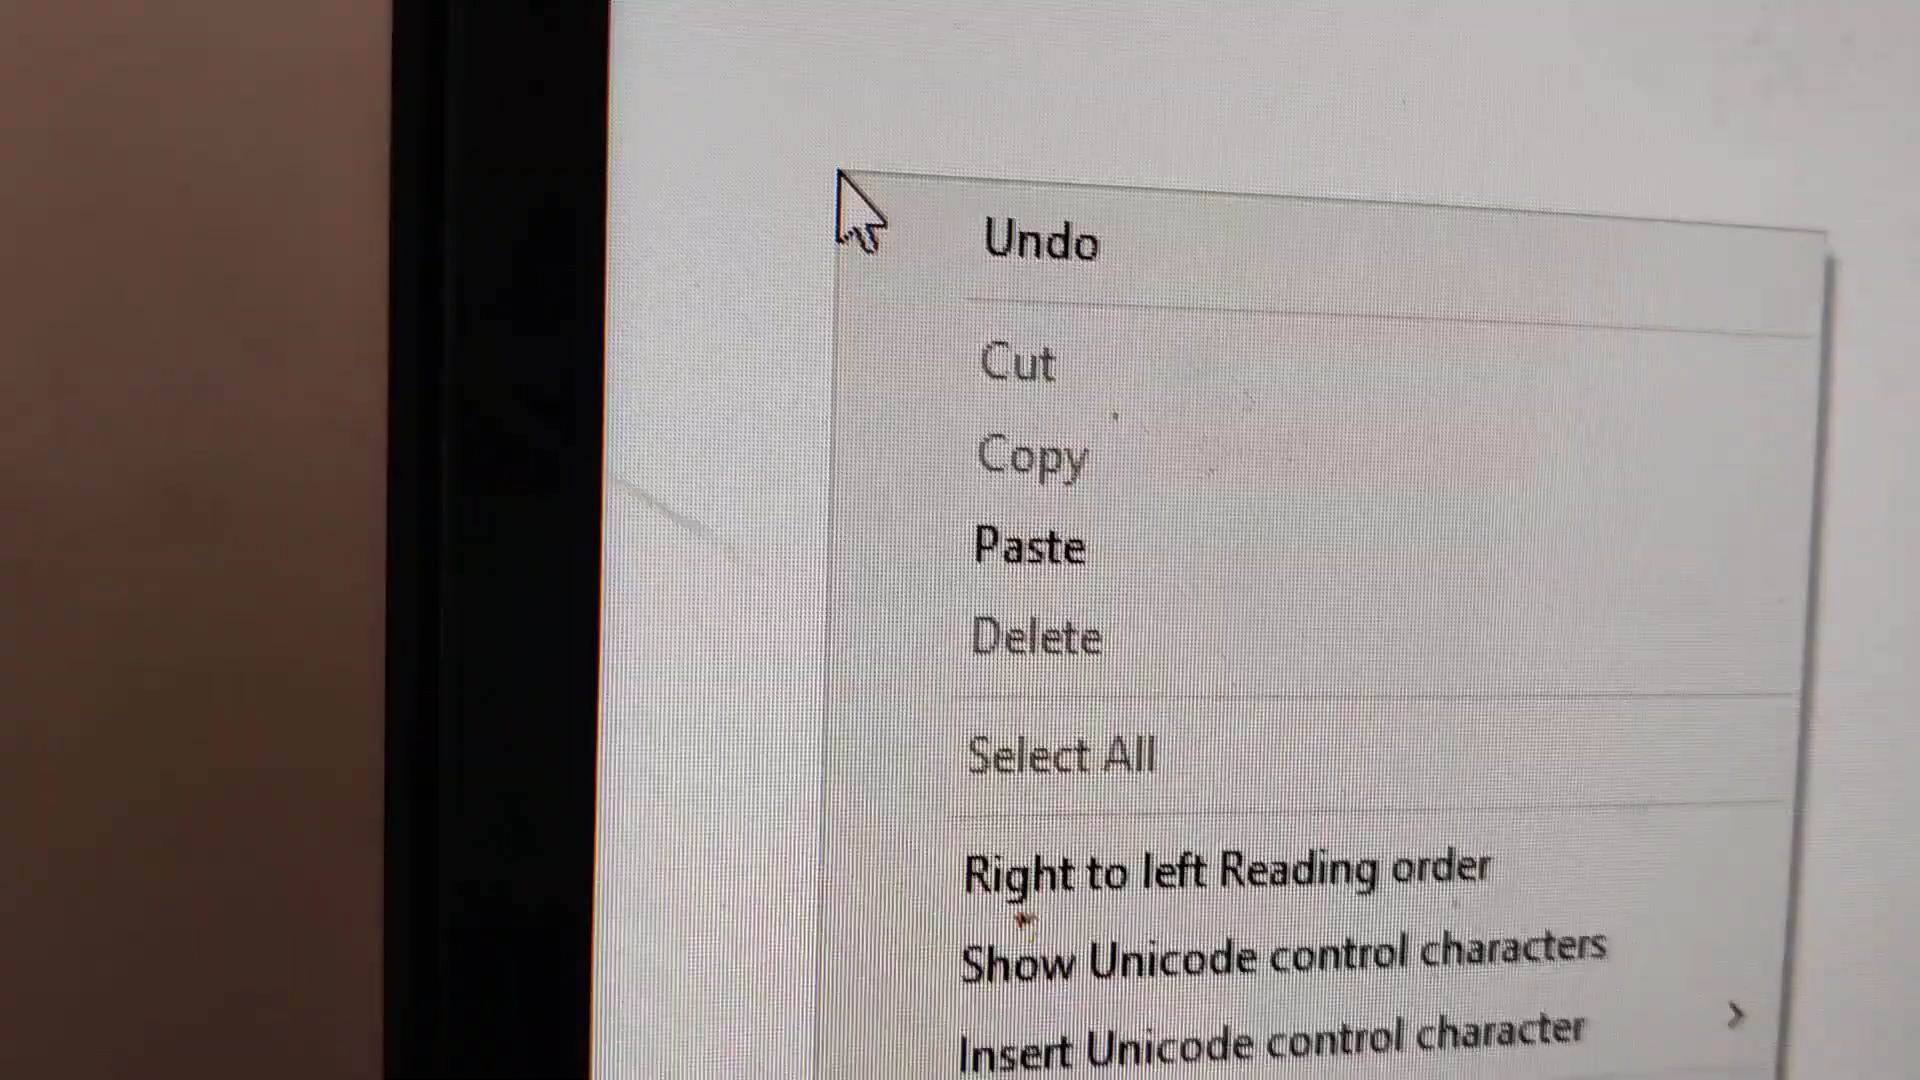 Undo
Cut
Copy
Paste
Delete
Select All
Right to left Reading order
Show Unicode control characters
Insert Unicode control character